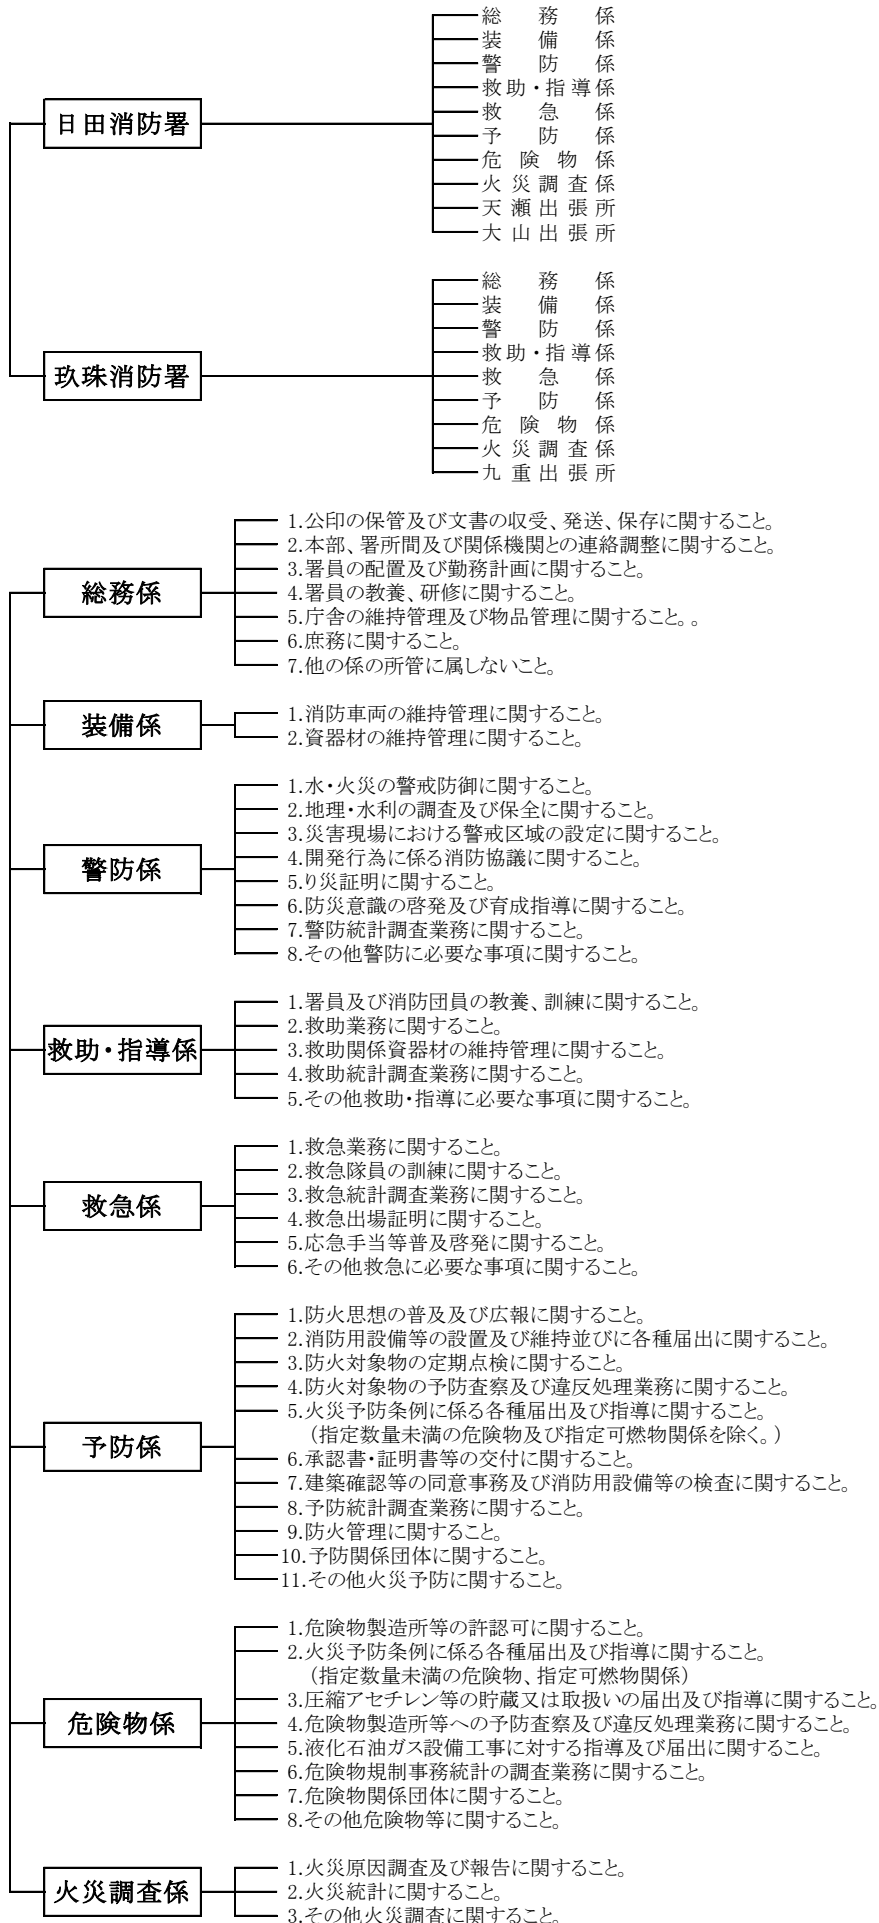 日田消防署
総務係
装備係
警防係
救助・指導係
救急係
予防係
危険物係
火災調査係
天瀬出張所
大山出張所
玖珠消防署
総務係
装備係
警防係
救助・指導係
救急係
予防係
危険物係
火災調査係
九重出張所
総務係
1.公印の保管及び文書の収受、発送、保存に関すること。
2.本部、署所間及び関係機関との連絡調整に関すること。
3.署員の配置及び勤務計画に関すること。
4.署員の教養、研修に関すること。
5.庁舎の維持管理及び物品管理に関すること。。
6.庶務に関すること。
7.他の係の所管に属しないこと。
装備係
1.消防車両の維持管理に関すること。
2.資器材の維持管理に関すること。
警防係
1.水・火災の警戒防御に関すること。
2.地理・水利の調査及び保全に関すること。
3.災害現場における警戒区域の設定に関すること。
4.開発行為に係る消防協議に関すること。
5.り災証明に関すること。
6.防災意識の啓発及び育成指導に関すること。
7.警防統計調査業務に関すること。
8.その他警防に必要な事項に関すること。
救助・指導係
1.署員及び消防団員の教養、訓練に関すること。
2.救助業務に関すること。
3.救助関係資器材の維持管理に関すること。
4.救助統計調査業務に関すること。
5.その他救助・指導に必要な事項に関すること。
救急係
1.救急業務に関すること。
2.救急隊員の訓練に関すること。
3.救急統計調査業務に関すること。
4.救急出場証明に関すること。
5.応急手当等普及啓発に関すること。
6.その他救急に必要な事項に関すること。
予防係
1.防火思想の普及及び広報に関すること。
2.消防用設備等の設置及び維持並びに各種届出に関すること。
3.防火対象物の定期点検に関すること。
4.防火対象物の予防査察及び違反処理業務に関すること。
5.火災予防条例に係る各種届出及び指導に関すること。
(指定数量未満の危険物及び指定可燃物関係を除く。)
6.承認書・証明書等の交付に関すること。
7.建築確認等の同意事務及び消防用設備等の検査に関すること。
8.予防統計調査業務に関すること。
9.防火管理に関すること。
10.予防関係団体に関すること。
11.その他火災予防に関すること。
危険物係
1.危険物製造所等の許認可に関すること。
2.火災予防条例に係る各種届出及び指導に関すること。
(指定数量未満の危険物、指定可燃物関係)
3.圧縮アセチレン等の貯蔵又は取扱いの届出及び指導に関すること。
4.危険物製造所等への予防査察及び違反処理業務に関すること。
5.液化石油ガス設備工事に対する指導及び届出に関すること。
6.危険物規制事務統計の調査業務に関すること。
7.危険物関係団体に関すること。
8.その他危険物等に関すること。
火災調査係
1.火災原因調査及び報告に関すること。
2.火災統計に関すること。
3.その他火災調査に関すること。